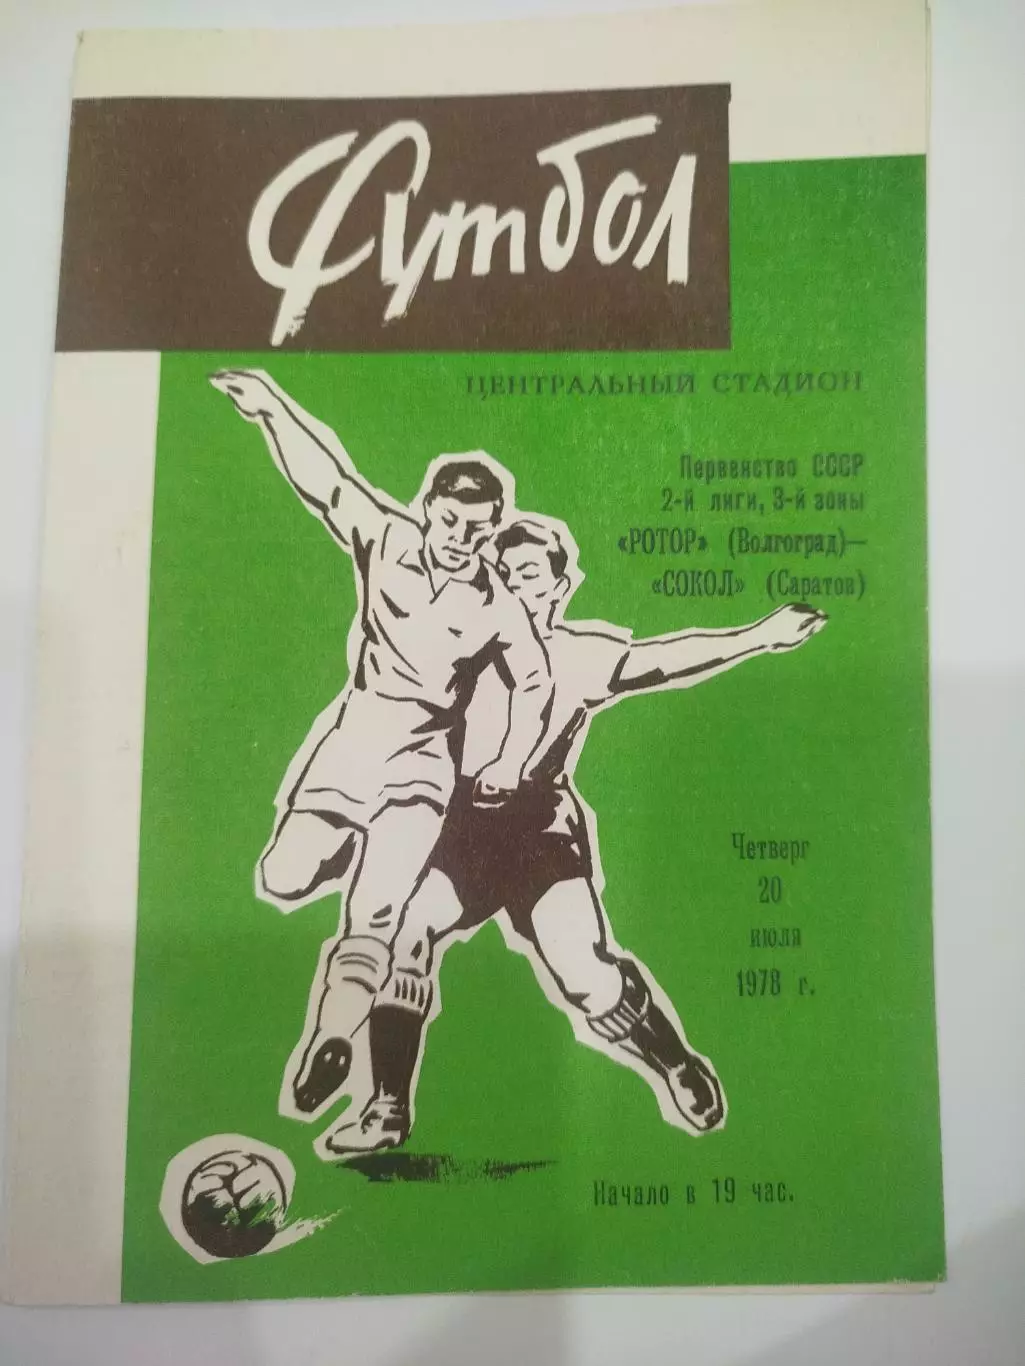 Футбол
ЦЕНТРАЛЬНЫЙ СТАДИОН
Первенство СССР
2-й лиги, 3-й зоны
«РОТОР» (Волгоград)—
«СОКОЛ» (Саратов)
Четверг
20
июля
1978 г.
Начало в 19 час.